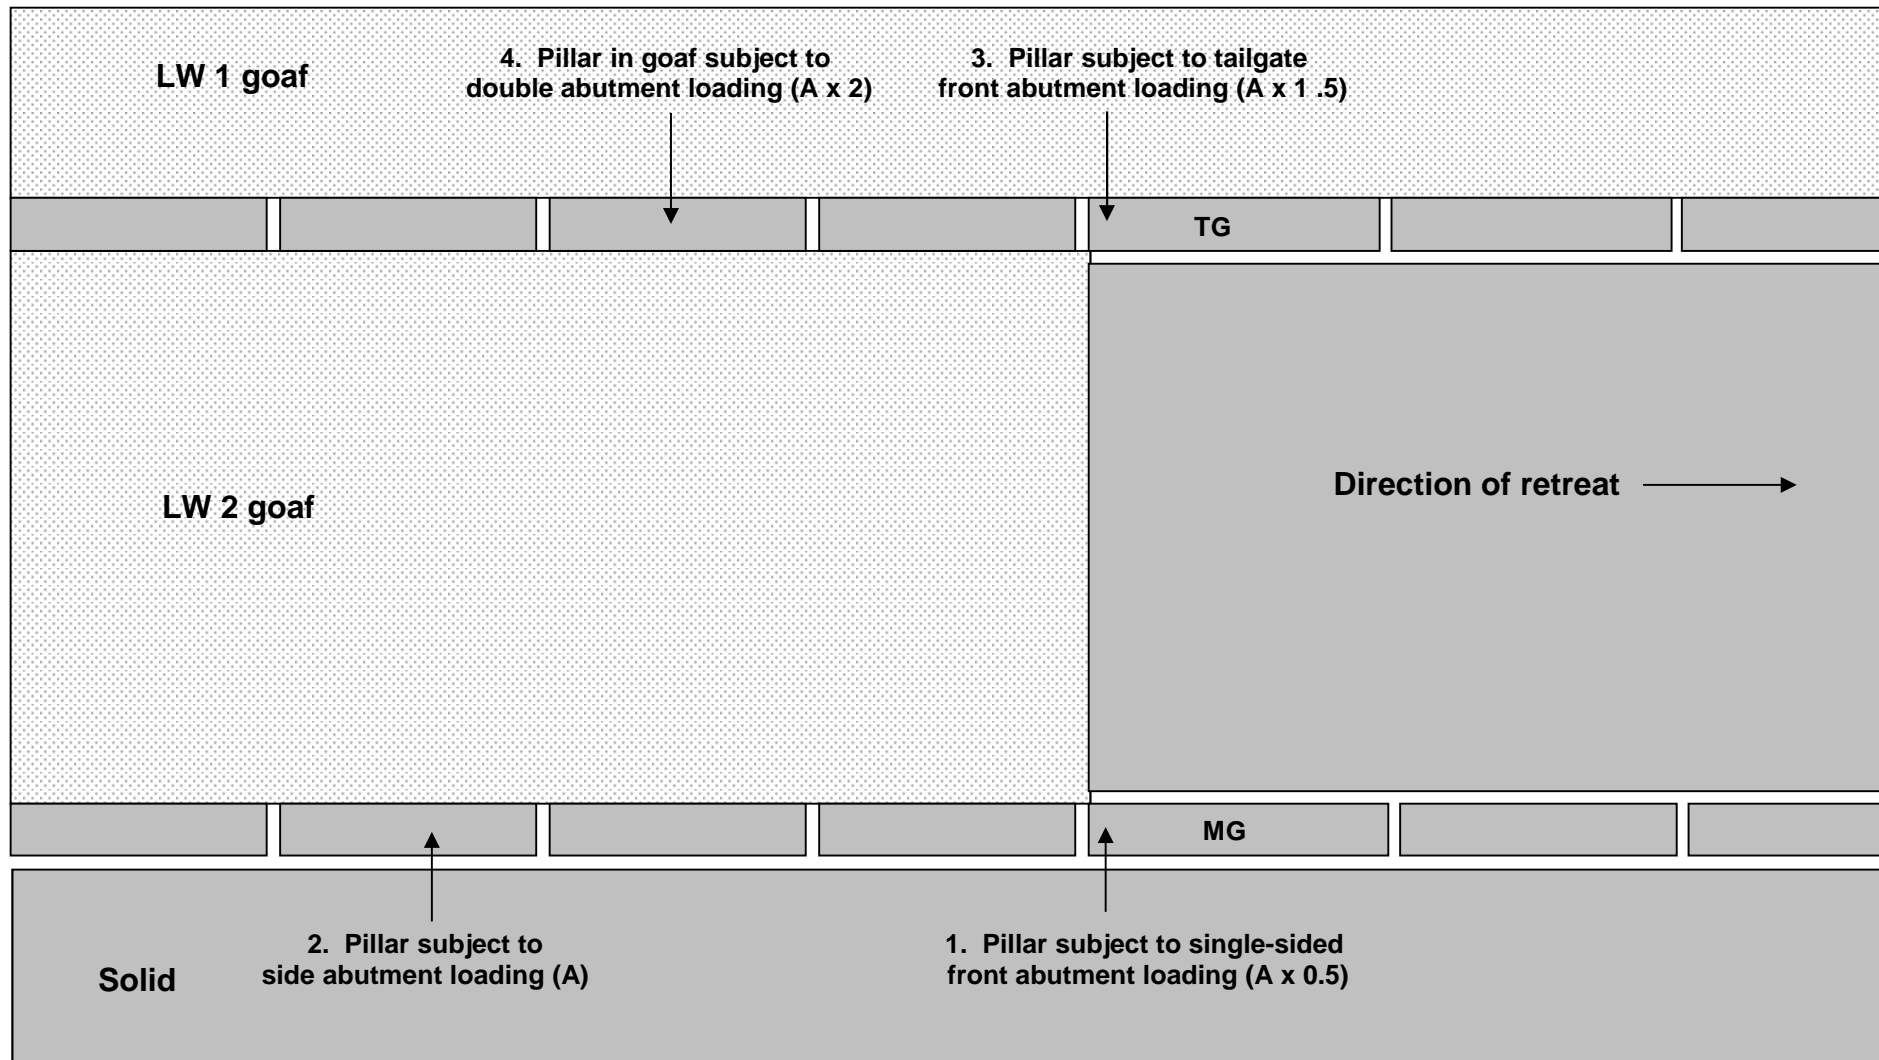 LW 1 goaf
4. Pillar in goaf subject to
double abutment loading (A x 2)
3. Pillar subject to tailgate
front abutment loading (A x 1 .5)
TG
Direction of retreat
LW 2 goaf
MG
2. Pillar subject to
side abutment loading (A)
1. Pillar subject to single-sided
front abutment loading (A x 0.5)
Solid